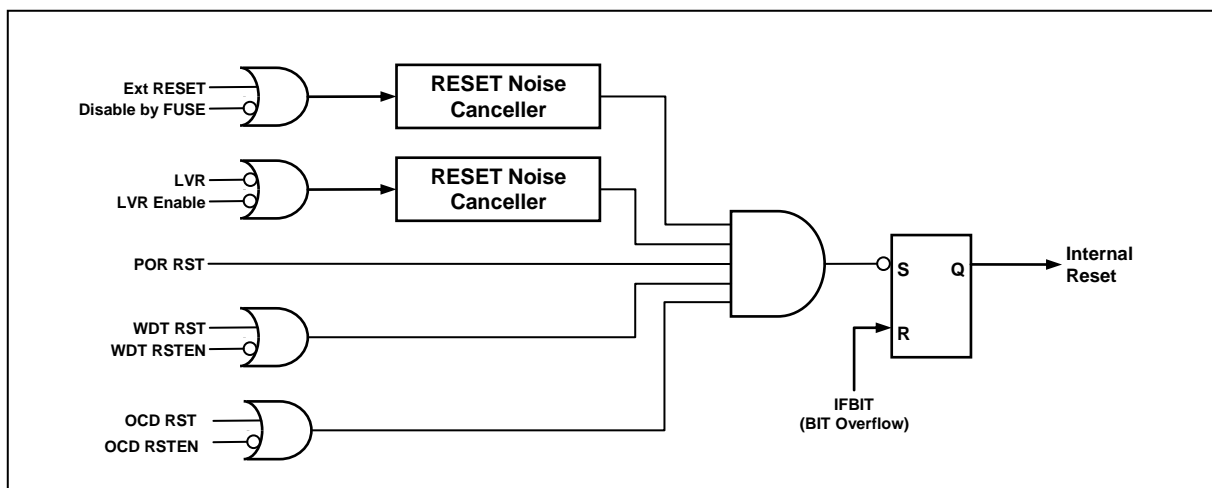 Ext RESET
Disable by FUSE
RESET Noise
Canceller
LVR
LVR Enable
RESET Noise
Canceller
POR RST
WDT RST
WDT RSTEN
OCD RST
OCD RSTEN
S
Q
R
Internal
Reset
IFBIT
(BIT Overflow)